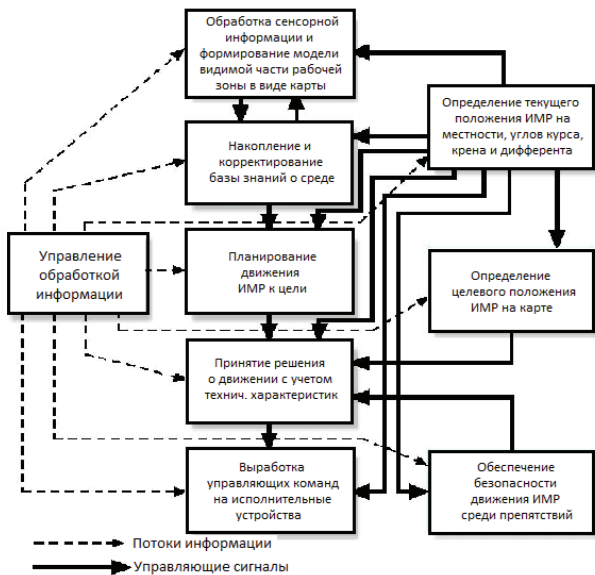 Обработка сенсорной
информации и
формирование модели
видимой части рабочей
зоны в виде карты
Определение текущего
положения ИМР на
местности, углов курса,
крена и дифферента
Накопление и
корректирование
базы знаний о среде
Управление
обработкой
информации
Планирование
движения
ИМР к цели
Определение
целевого положения
ИМР на карте
Принятие решения
о движении с учетом
технич. характеристик
Выработка
управляющих команд
на исполнительные
устройства
Обеспечение
безопасности
движения ИМР
среди препятствий
Потоки информации
Управляющие сигналы